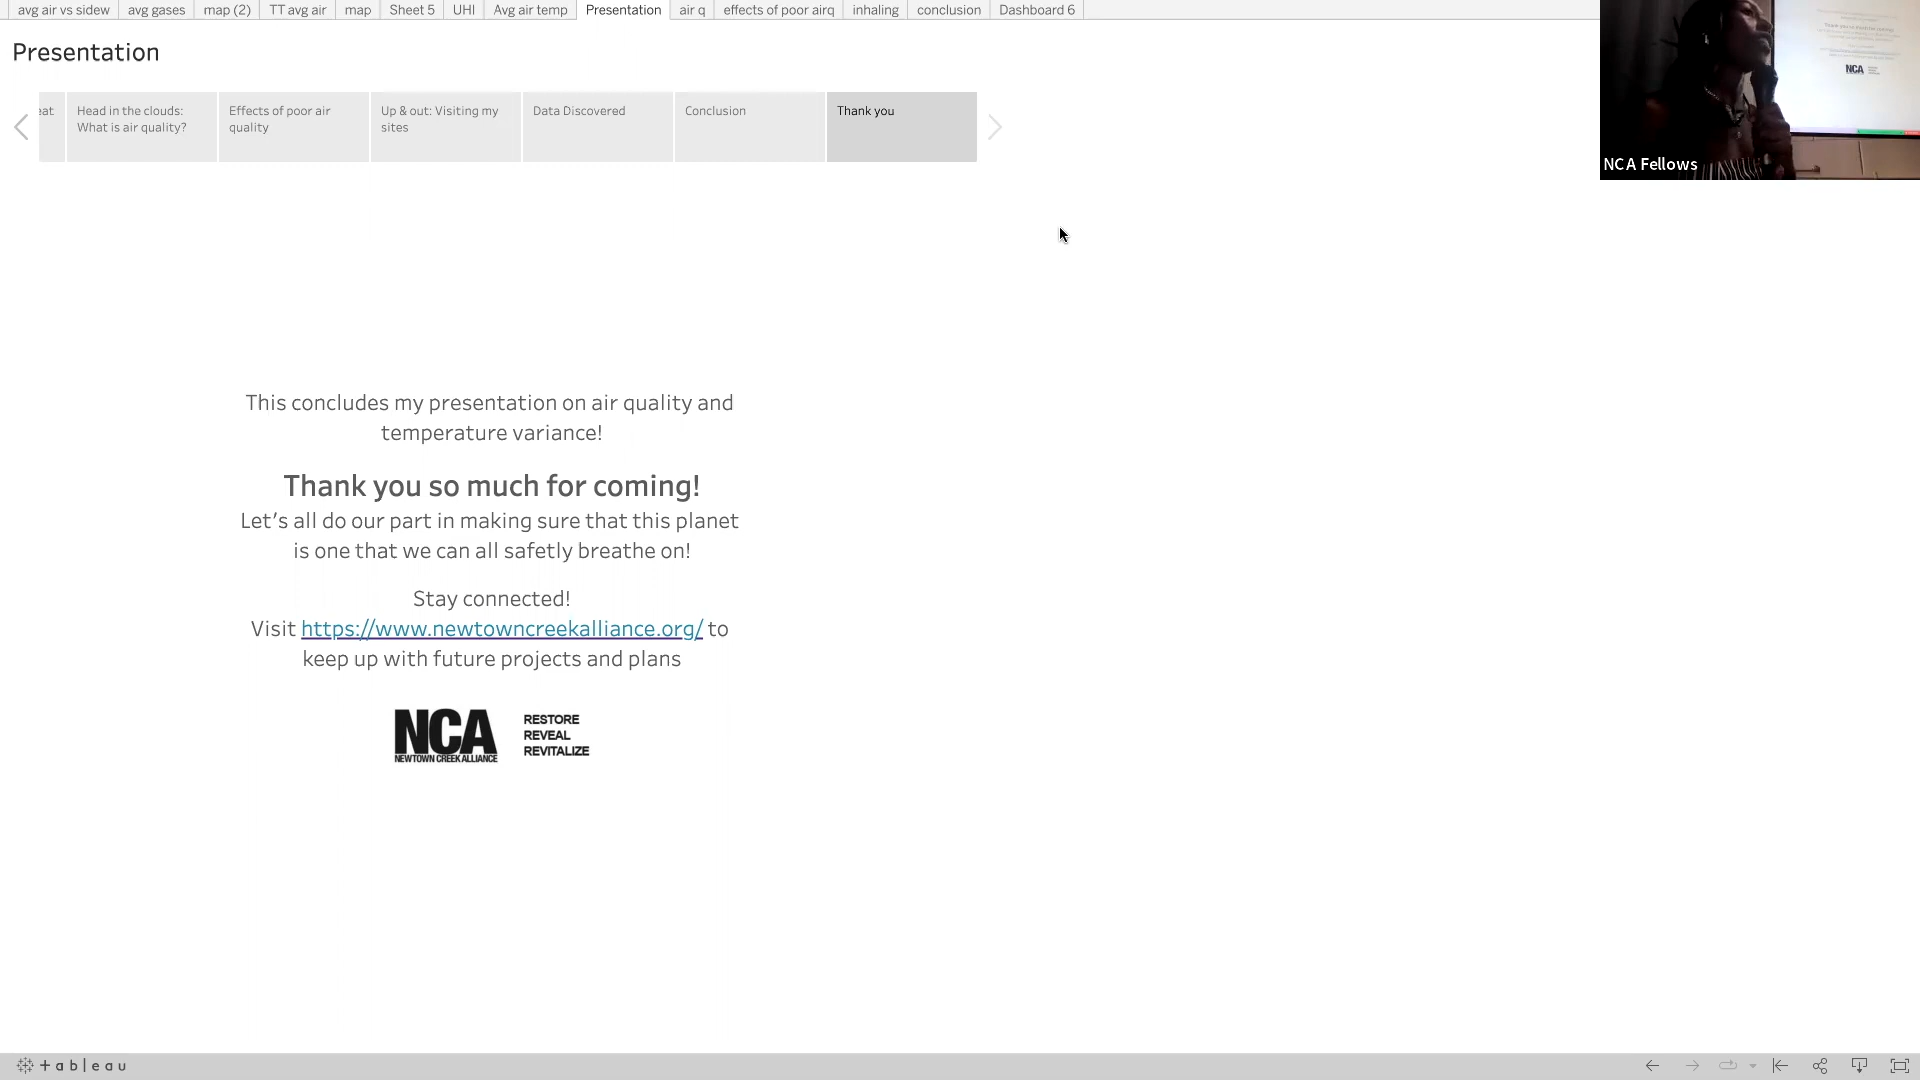 avg air vs sidew
avg gases
map (2)
TT avg air
map
Sheet 5
UHI
Avg air temp
Presentation
air q
effects of poor airq
inhaling
conclusion
Dashboard 6
Presentation
eat
Head in the clouds:
What is air quality?
Effects of poor air
quality
Up & out: Visiting my
sites
Data Discovered
Conclusion
Thank you
NCA
NCA Fellows
This concludes my presentation on air quality and
temperature variance!
Thank you so much for coming!
Let's all do our part in making sure that this planet
is one that we can all safetly breathe on!
Stay connected!
Visit https://www.newtowncreekalliance.org/ to
keep up with future projects and plans
NCA
NEWTOWN CREEK ALLIANCE
RESTORE
REVEAL
REVITALIZE
+ableau